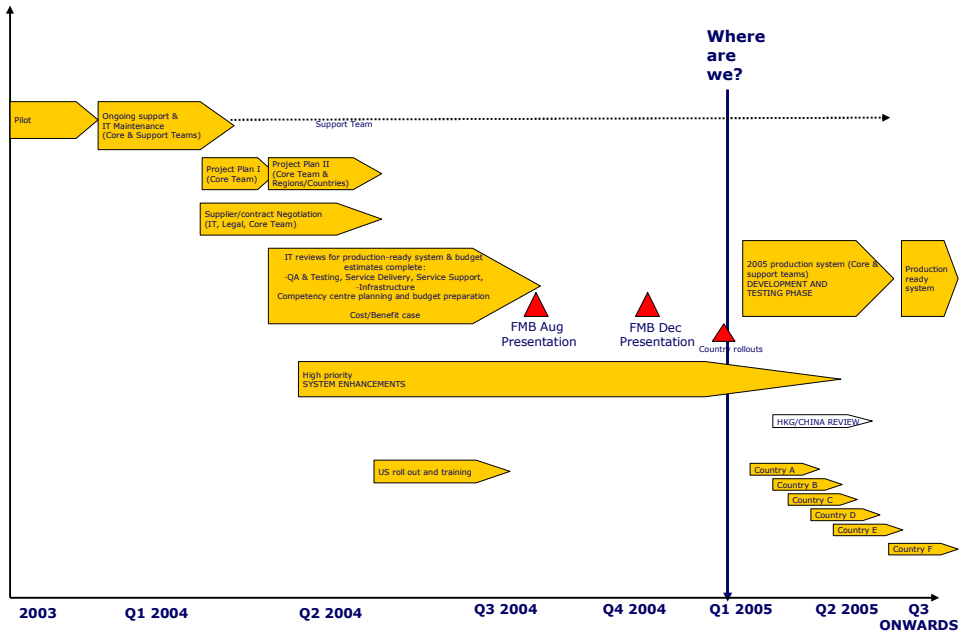 Where
are
we?
Pilot
Ongoing support &
IT Maintenance
(Core & Support Teams)
Support Team
Project Plan I
(Core Team)
Project Plan II
(Core Team &
Regions/Countries)
Supplier/contract Negotiation
(IT, Legal, Core Team)
IT reviews for production-ready system & budget
estimates complete:
-QA & Testing, Service Delivery, Service Support,
-Infrastructure
Competency centre planning and budget preparation
Cost/Benefit case
2005 production system (Core &
support teams)
DEVELOPMENT AND
TESTING PHASE
Production
ready
system
FMB Aug
Presentation
FMB Dec
Presentation
Country rollouts
High priority
SYSTEM ENHANCEMENTS
HKG/CHINA REVIEW
US roll out and training
Country A
Country B
Country C
Country D
Country E
Country F
2003
Q1 2004
Q2 2004
Q3 2004
Q4 2004
Q1 2005
Q2 2005
Q3
ONWARDS